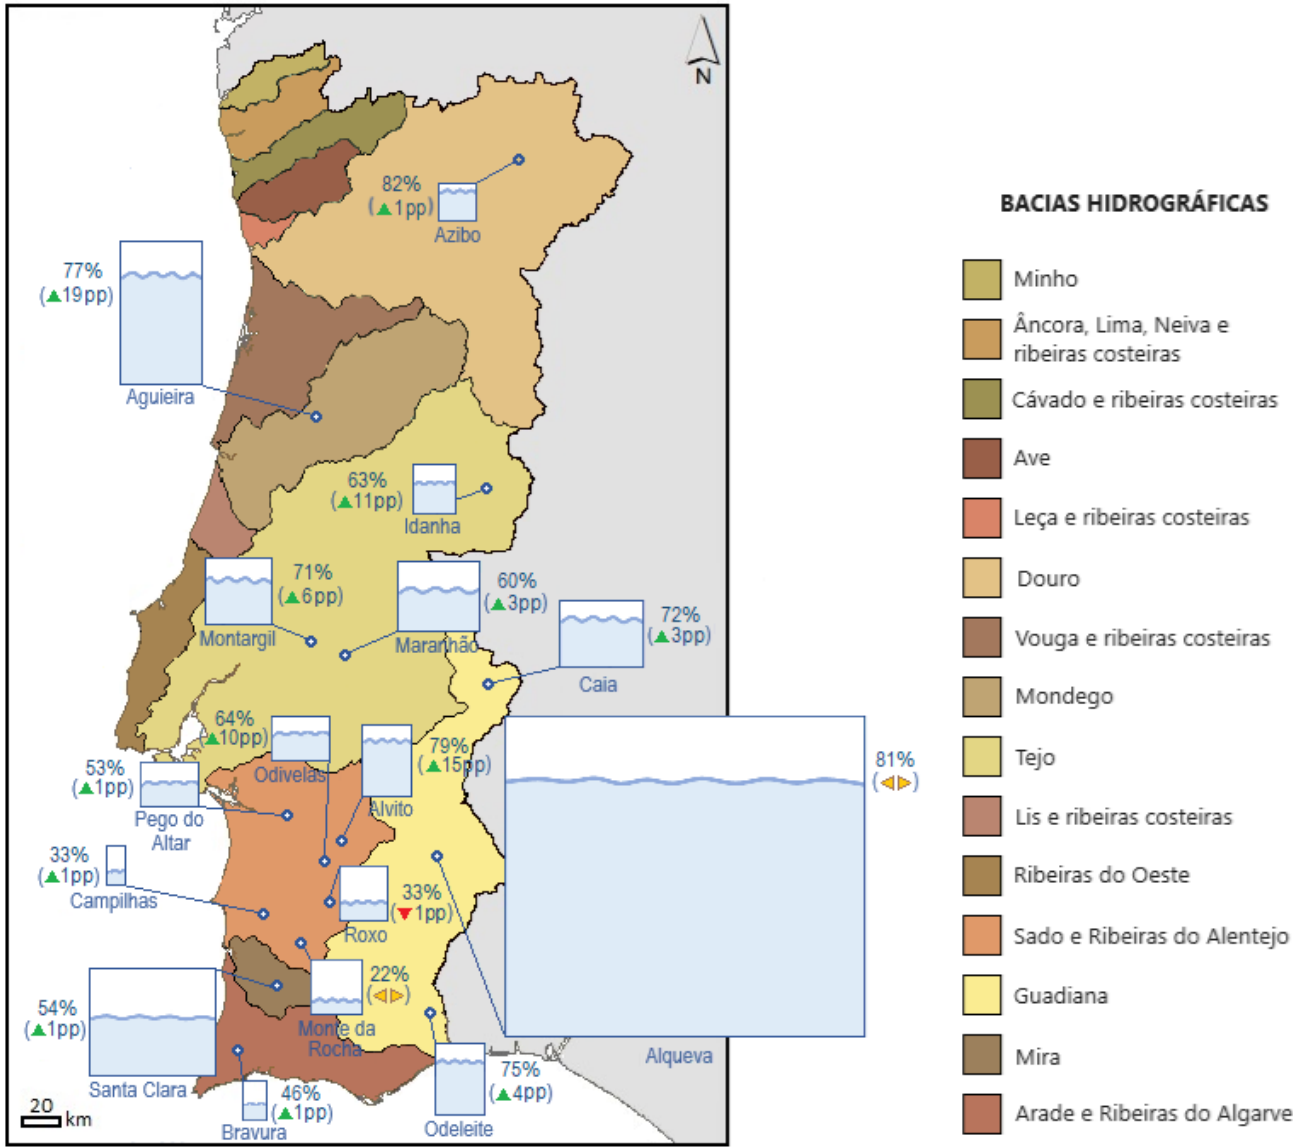 N
82%
(▲1pp)
Azibo
77%
(▲19pp)
Aguieira
63%
(▲11pp)
Idanha
71%
(▲6pp)
Montargil
60%
(▲3pp)
Maranhão
72%
(▲3pp)
Caia
64%
(▲10pp)
Odivelas
79%
(▲15pp)
Alvito
81%
(◀▶)
Alqueva
53%
(▲1pp)
Pego do
Altar
33%
(▲1pp)
Campilhas
33%
(▼1pp)
Roxo
22%
(◀▶)
Monte da
Rocha
54%
(▲1pp)
Santa Clara
46%
(▲1pp)
Bravura
75%
(▲4pp)
Odeleite
20
km
BACIAS HIDROGRÁFICAS
Minho
Âncora, Lima, Neiva e
ribeiras costeiras
Cávado e ribeiras costeiras
Ave
Leça e ribeiras costeiras
Douro
Vouga e ribeiras costeiras
Mondego
Tejo
Lis e ribeiras costeiras
Ribeiras do Oeste
Sado e Ribeiras do Alentejo
Guadiana
Mira
Arade e Ribeiras do Algarve